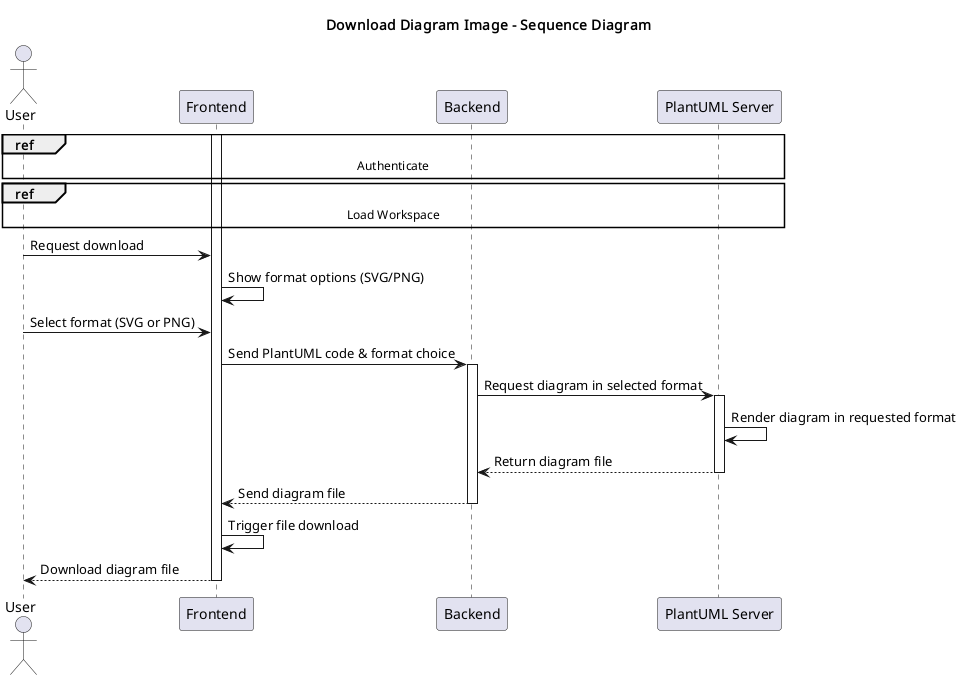 Download Diagram Image - Sequence Diagram
User
Frontend
Backend
PlantUML Server
ref
Authenticate
ref
Load Workspace
Request download
Show format options (SVG/PNG)
Select format (SVG or PNG)
Send PlantUML code & format choice
Request diagram in selected format
Render diagram in requested format
Return diagram file
Send diagram file
Trigger file download
Download diagram file
User
Frontend
Backend
PlantUML Server